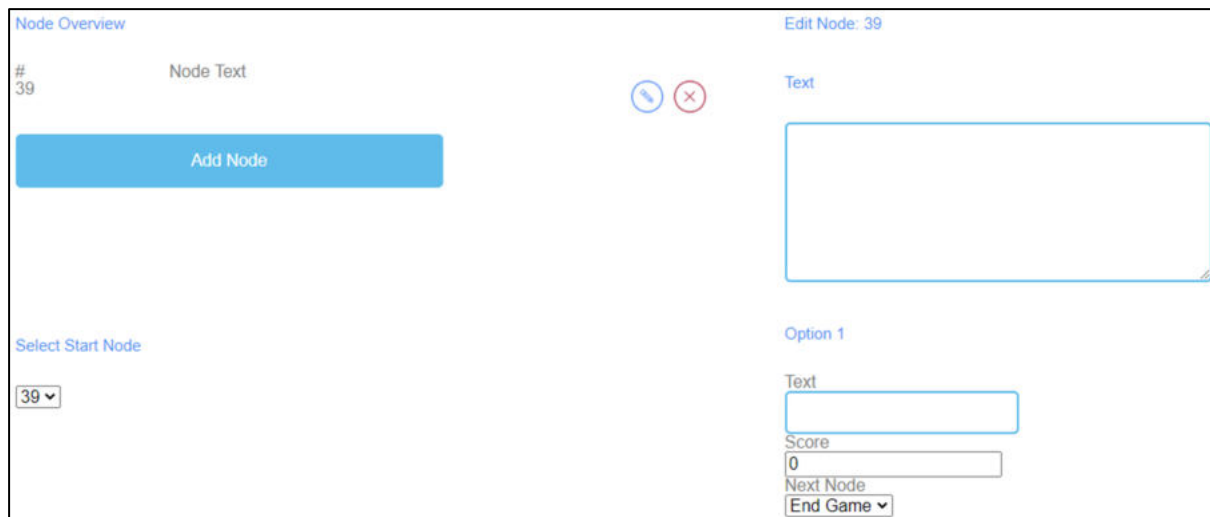 Node Overview
# Node Text
39
Add Node
Select Start Node
39
Edit Node: 39
Text
Option 1
Text
Score
0
Next Node
End Game